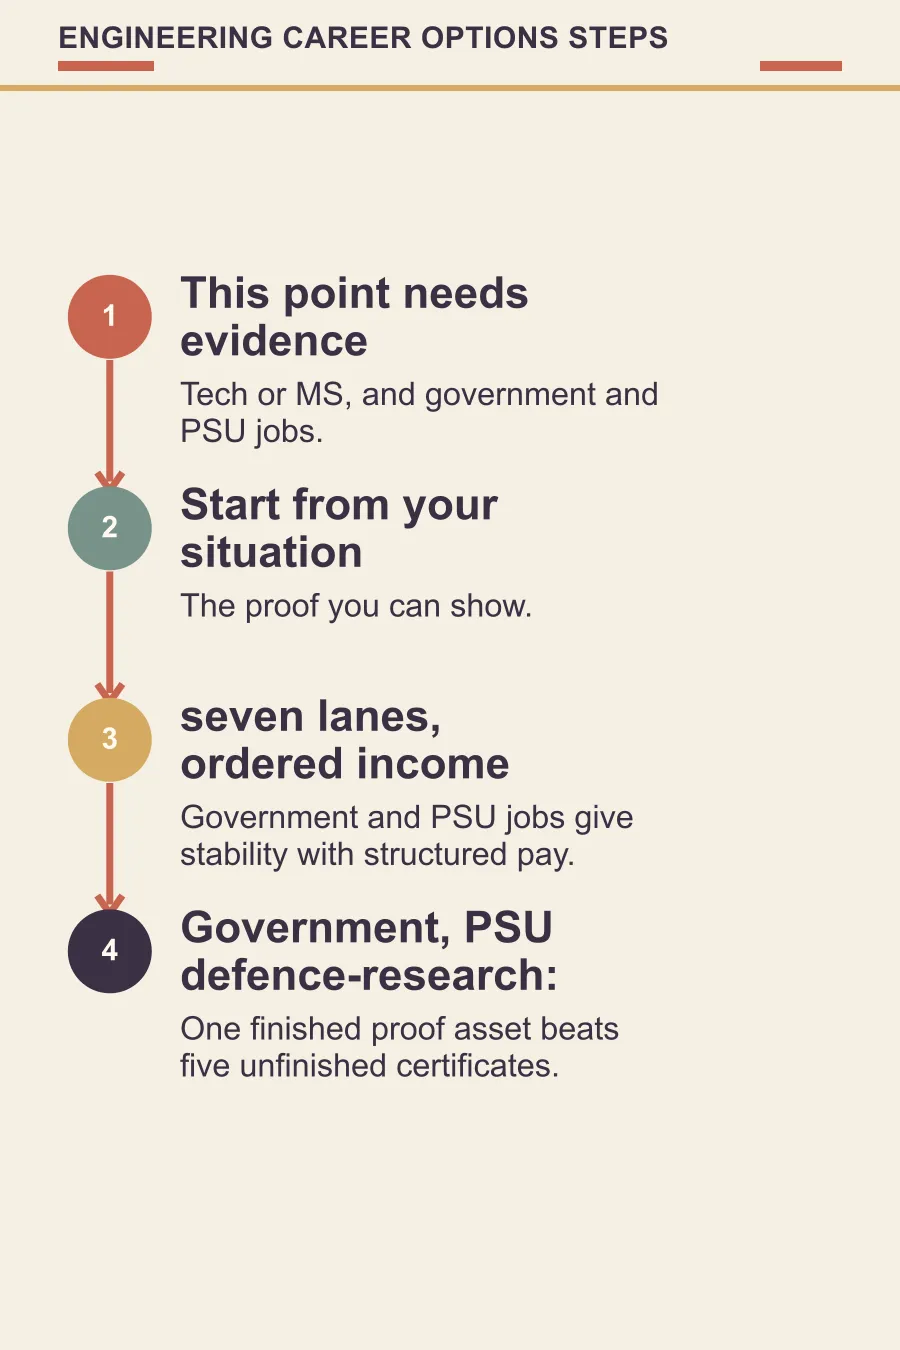 ENGINEERING CAREER OPTIONS STEPS
1
This point needs
evidence
Tech or MS, and government and
PSU jobs.
2
Start from your
situation
The proof you can show.
3
seven lanes,
ordered income
Government and PSU jobs give
stability with structured pay.
4
Government, PSU
defence-research:
One finished proof asset beats
five unfinished certificates.